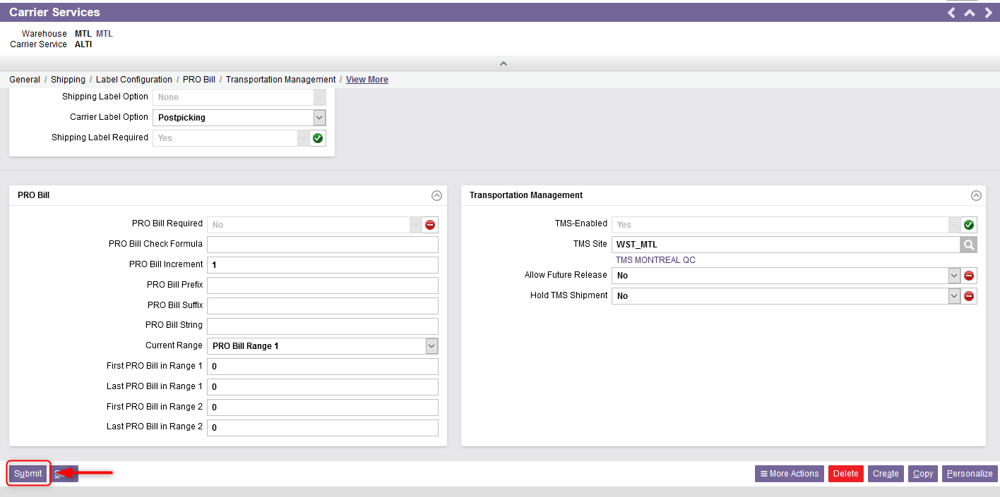 Carrier Services
Warehouse MTL MTL
Carrier Service ALTI
General / Shipping / Label Configuration / PRO Bill / Transportation Management / View More
Shipping Label Option None
Carrier Label Option Postpicking
Shipping Label Required Yes
PRO Bill
PRO Bill Required No
PRO Bill Check Formula
PRO Bill Increment 1
PRO Bill Prefix
PRO Bill Suffix
PRO Bill String
Current Range PRO Bill Range 1
First PRO Bill in Range 1 0
Last PRO Bill in Range 1 0
First PRO Bill in Range 2 0
Last PRO Bill in Range 2 0
Transportation Management
TMS-Enabled Yes
TMS Site WST_MTL
TMS MONTREAL QC
Allow Future Release No
Hold TMS Shipment No
Submit
More Actions Delete Create Copy Personalize